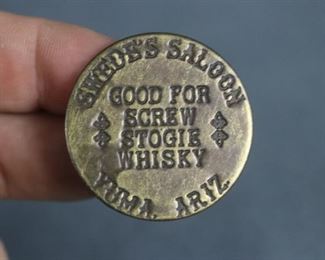 SWEDE'S SALOON
GOOD FOR
SCREW
STOGIE
WHISKY
YUMA, ARIZ.